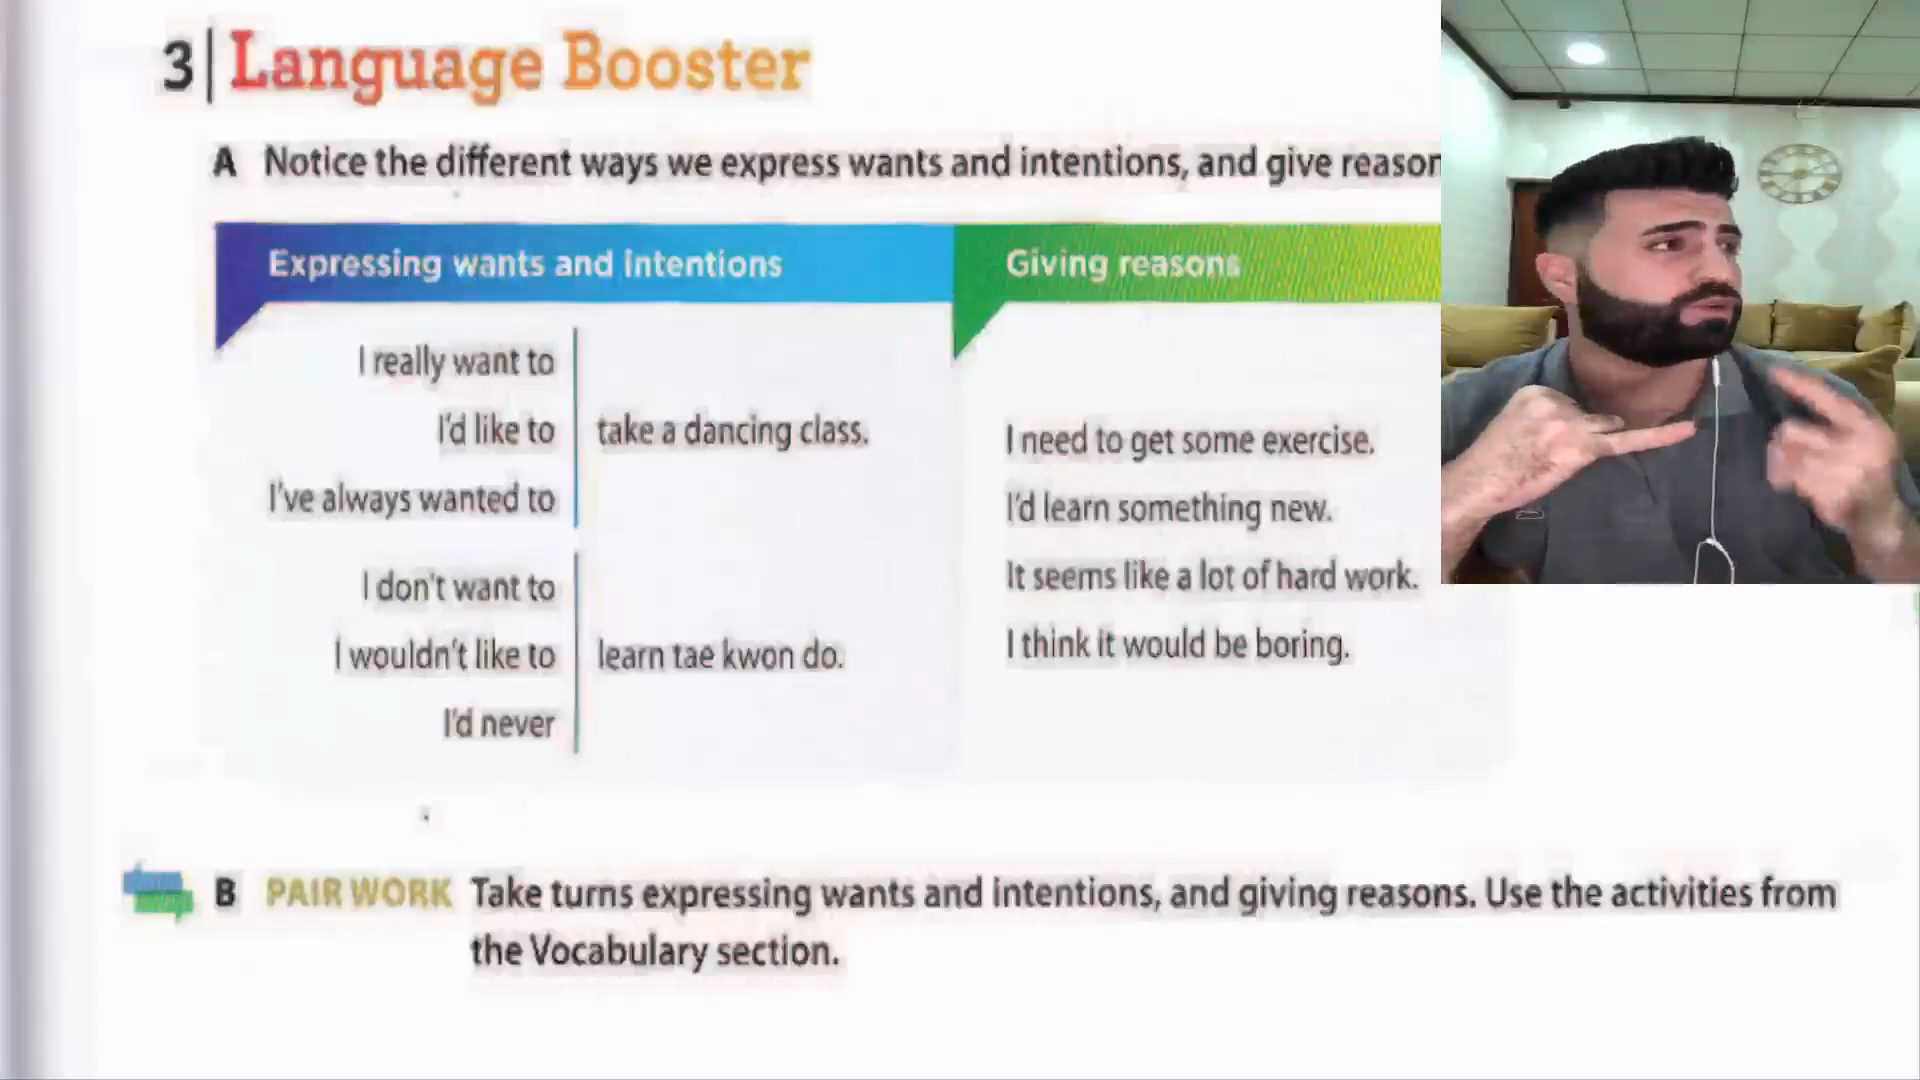 3 Language Booster
A Notice the different ways we express wants and intentions, and give reason
Expressing wants and intentions
I really want to
I'd like to
I've always wanted to
take a dancing class.
I don't want to
I wouldn't like to
I'd never
learn tae kwon do.
Giving reasons
I need to get some exercise.
I'd learn something new.
It seems like a lot of hard work.
I think it would be boring.
B PAIR WORK Take turns expressing wants and intentions, and giving reasons. Use the activities from
the Vocabulary section.